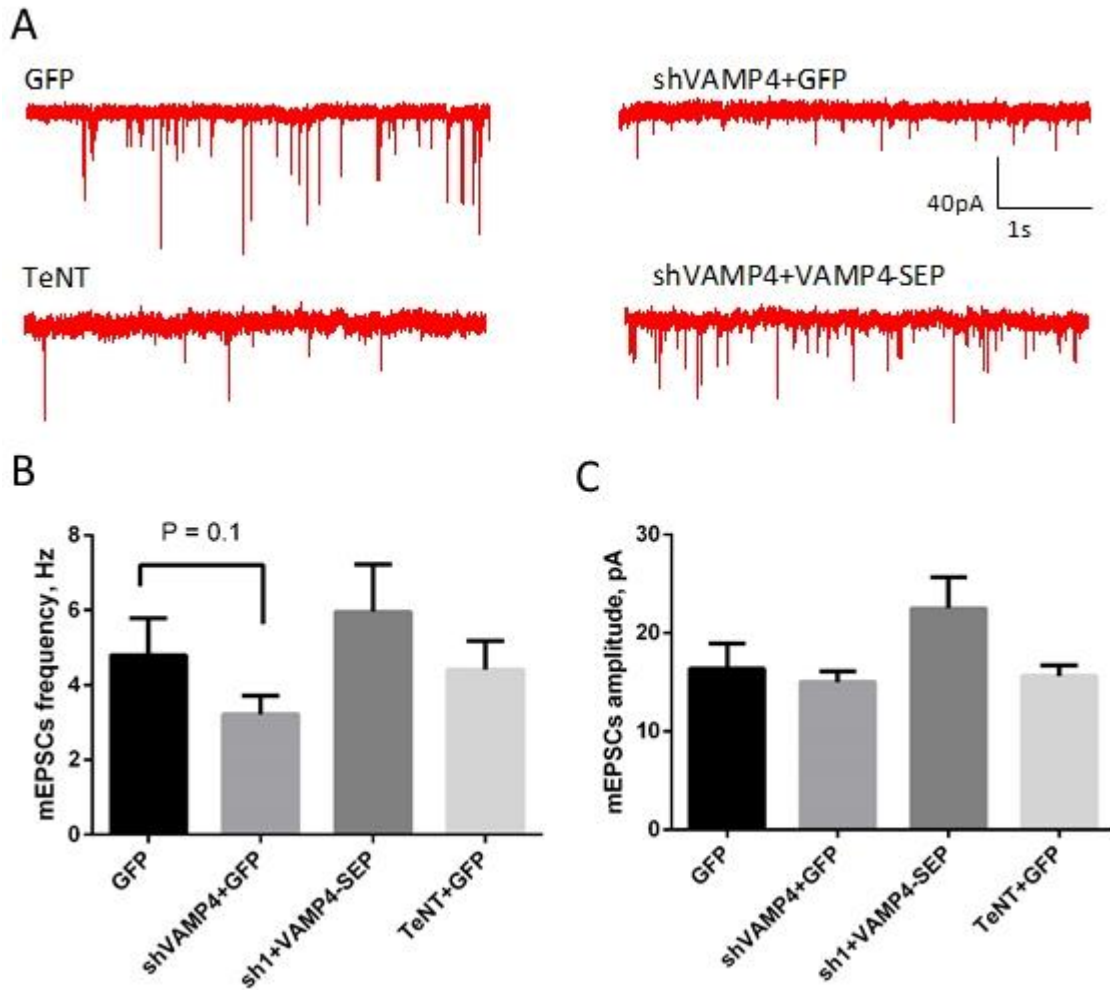 A
GFP
shVAMP4+GFP
40pA
1s
TeNT
shVAMP4+VAMP4-SEP
B
C
P = 0.1
mEPSCs frequency, Hz
8
6
4
2
0
GFP
shVAMP4+GFP
sh1+VAMP4-SEP
TeNT+GFP
mEPSCs amplitude, pA
30
20
10
0
GFP
shVAMP4+GFP
sh1+VAMP4-SEP
TeNT+GFP